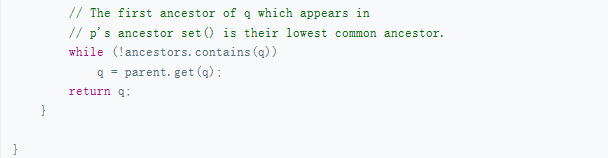 // The first ancestor of q which appears in
// p's ancestor set() is their lowest common ancestor.
while (!ancestors.contains(q))
q = parent.get(q);
return q;
}
}